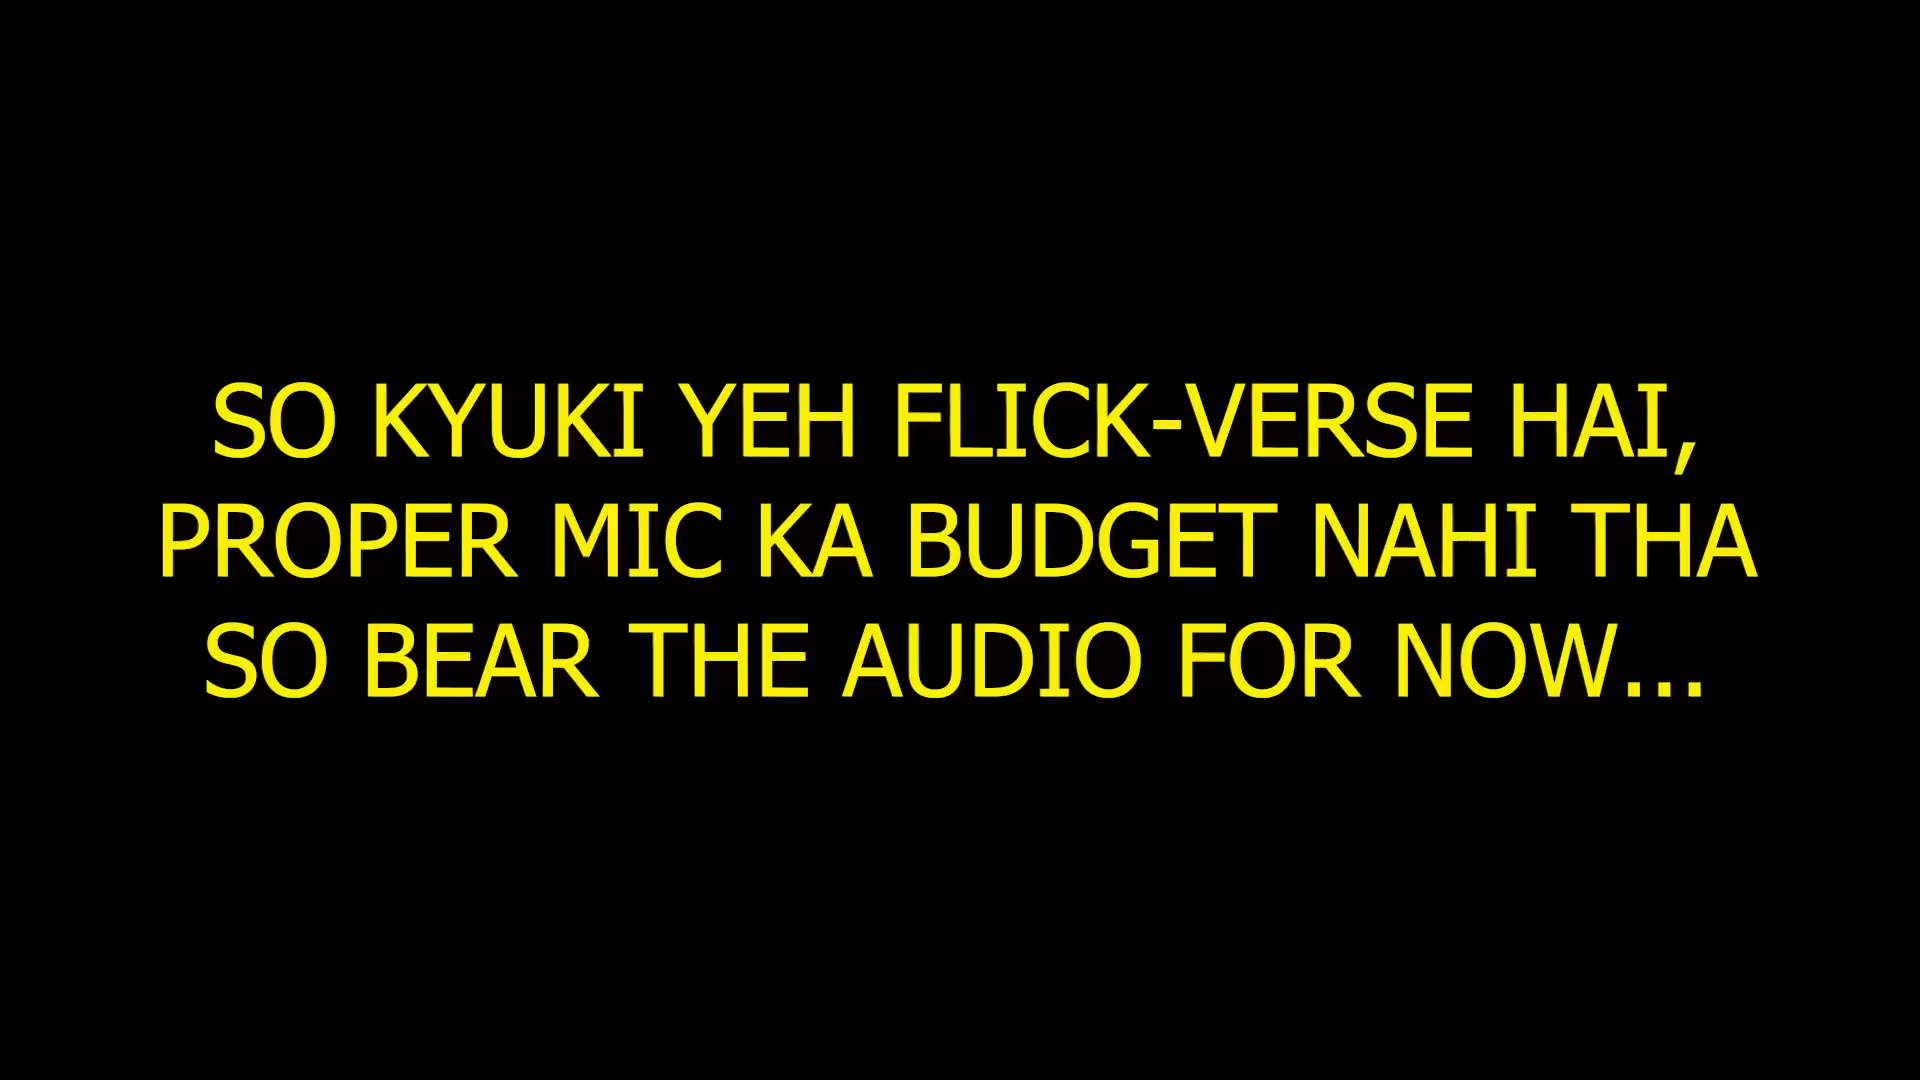 SO KYUKI YEH FLICK-VERSE HAI,
PROPER MIC KA BUDGET NAHI THA
SO BEAR THE AUDIO FOR NOW...